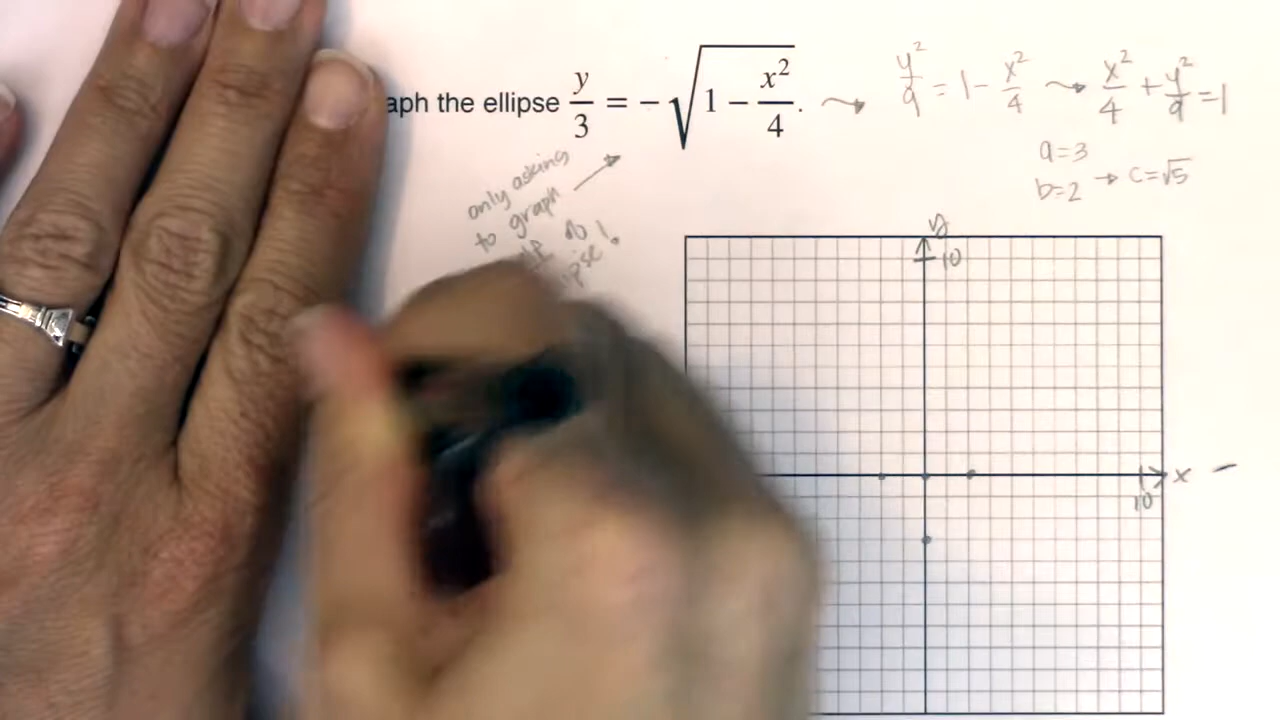 aph the ellipse y/3 = −√(1 − x²/4). ⇝ y²/9 = 1 − x²/4 ⇝ x²/4 + y²/9 = 1
a=3
b=2 → c=√5
only asking
to graph
y
10
x
10